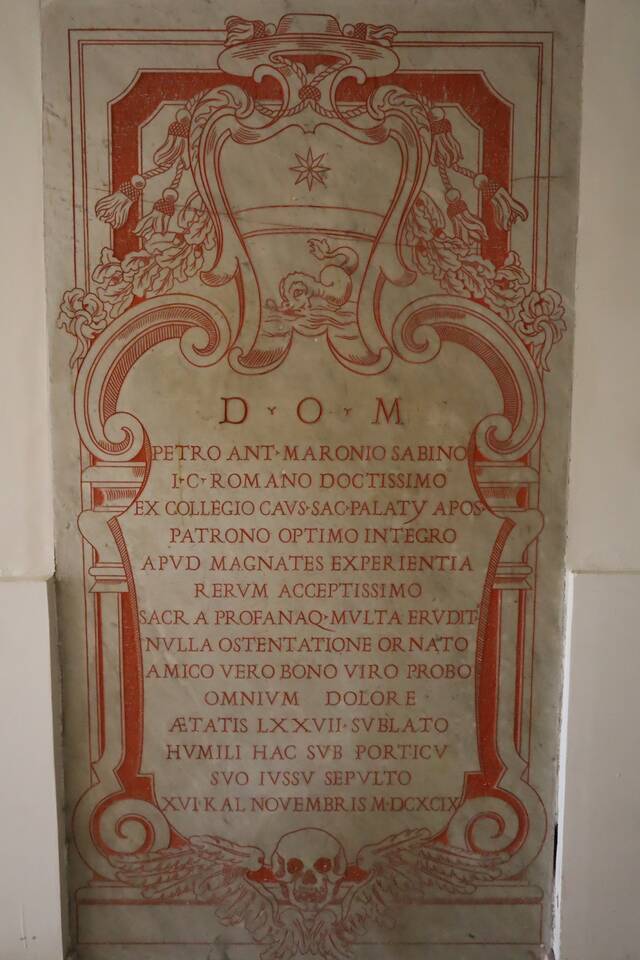 D · O · M
PETRO ANT· MARONIO SABINO
I·C· ROMANO DOCTISSIMO
EX COLLEGIO CAVS·SAC·PALATY APOS·
PATRONO OPTIMO INTEGRO
APVD MAGNATES EXPERIENTIA
RERVM ACCEPTISSIMO
SACRA PROFANAQ·MVLTA ERVDIT·
NVLLA OSTENTATIONE ORNATO
AMICO VERO BONO VIRO PROBO
OMNIVM DOLORE
ÆTATIS LXXVII·SVBLATO
HVMILI HAC SVB PORTICV
SVO IVSSV SEPVLTO
XVI KAL NOVEMBRIS M·DCXCIX